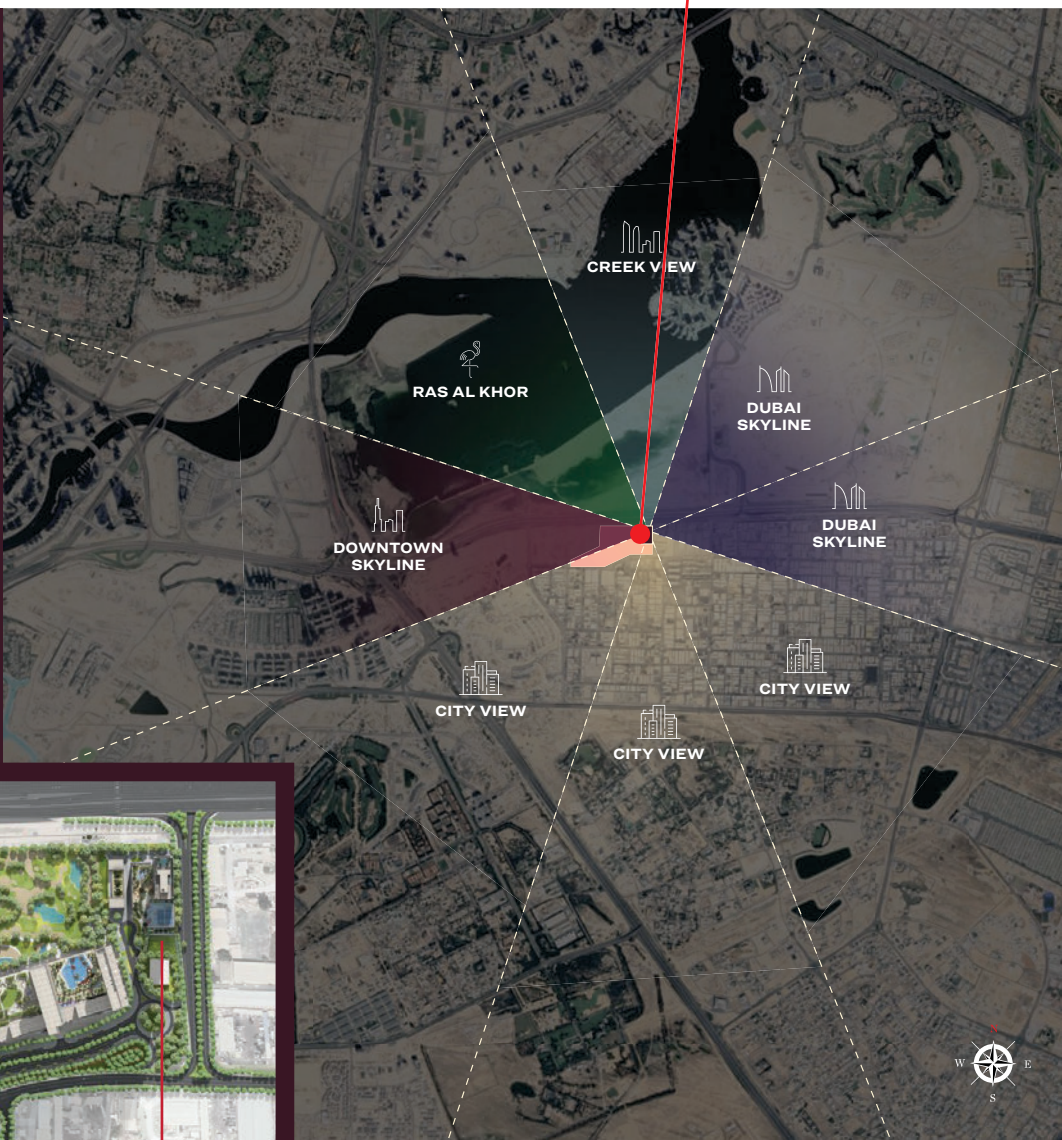 CREEK VIEW
RAS AL KHOR
DUBAI
SKYLINE
DOWNTOWN
SKYLINE
DUBAI
SKYLINE
CITY VIEW
CITY VIEW
CITY VIEW
N
W
E
S